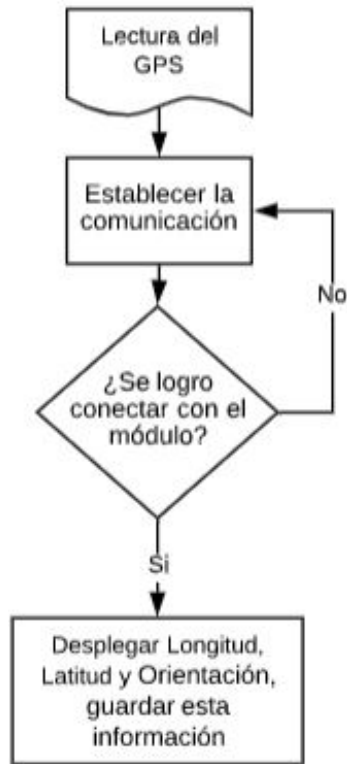 Lectura del
GPS
Establecer la
comunicación
No
¿Se logro
conectar con el
módulo?
Si
Desplegar Longitud,
Latitud y Orientación,
guardar esta
información